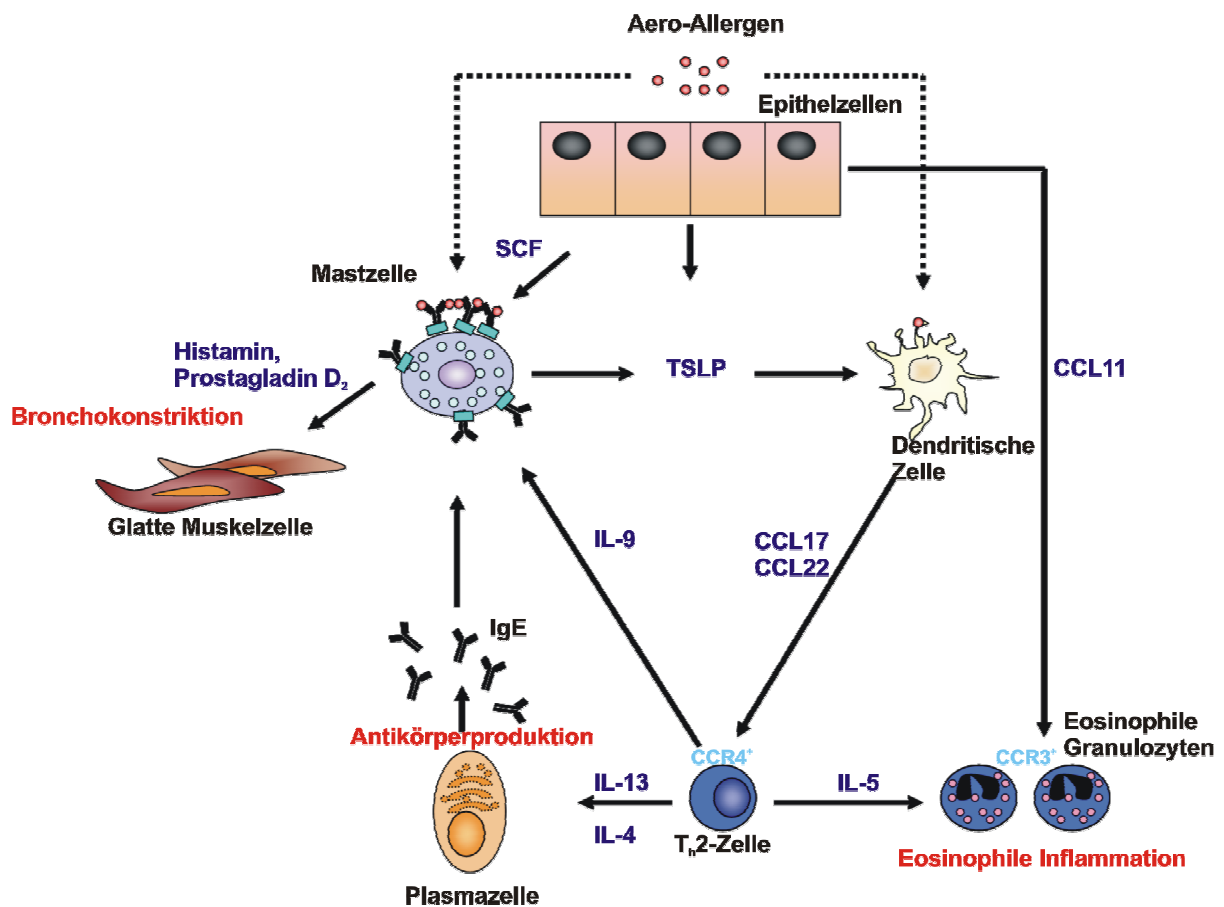 Aero-Allergen
Epithelzellen
SCF
Mastzelle
Histamin,
Prostagladin D₂
Bronchokonstriktion
TSLP
CCL11
Dendritische
Zelle
Glatte Muskelzelle
IL-9
CCL17
CCL22
IgE
Antikörperproduktion
CCR4⁺
Eosinophile
Granulozyten
CCR3⁺
IL-13
IL-5
IL-4
Tₕ2-Zelle
Eosinophile Inflammation
Plasmazelle